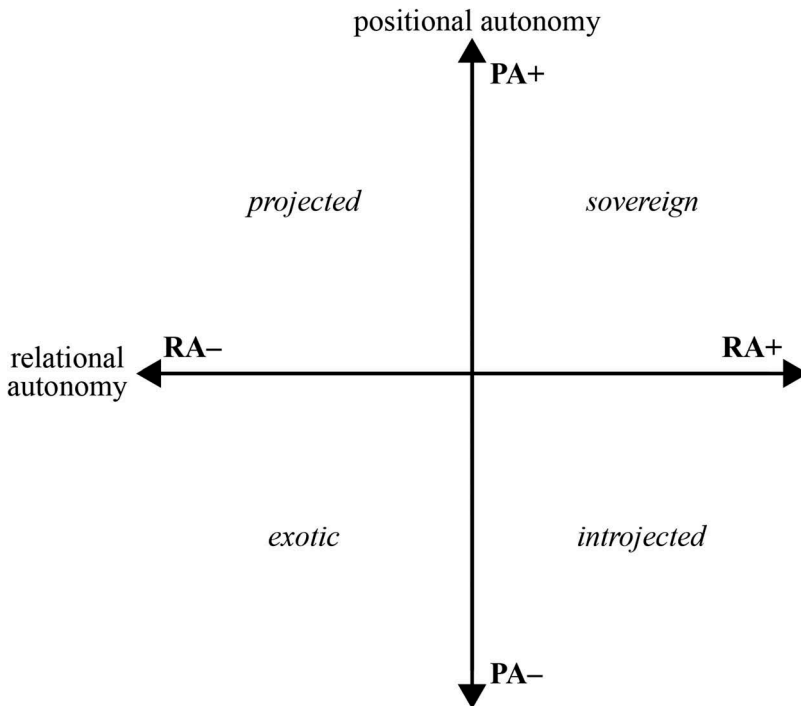 positional autonomy
PA+
projected
sovereign
relational
autonomy
RA–
RA+
exotic
introjected
PA–